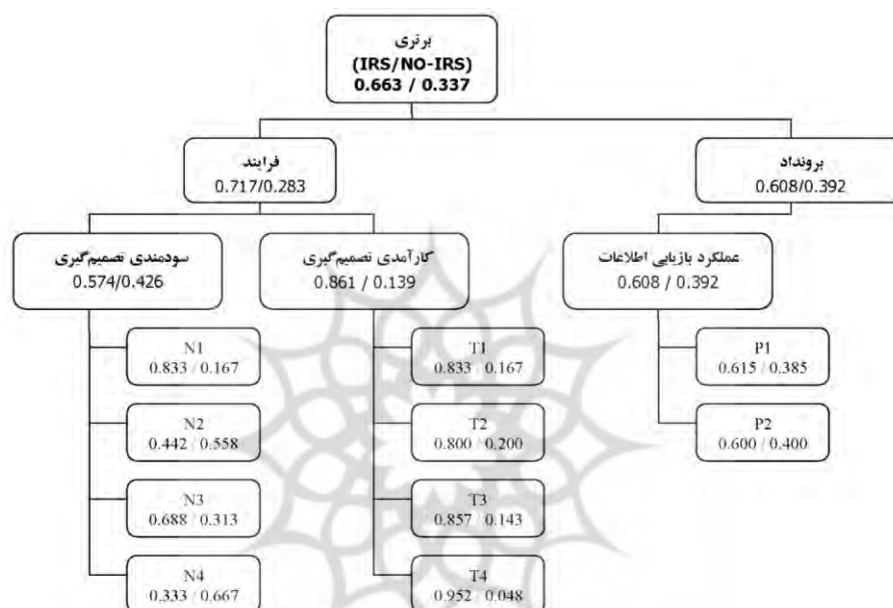 برتری
(IRS/NO-IRS)
0.663 / 0.337
فرایند
0.717/0.283
برونداد
0.608/0.392
سودمندی تصمیم‌گیری
0.574/0.426
کارآمدی تصمیم‌گیری
0.861 / 0.139
عملکرد بازیابی اطلاعات
0.608 / 0.392
N1
0.833 / 0.167
N2
0.442 / 0.558
N3
0.688 / 0.313
N4
0.333 / 0.667
T1
0.833 / 0.167
T2
0.800 / 0.200
T3
0.857 / 0.143
T4
0.952 / 0.048
P1
0.615 / 0.385
P2
0.600 / 0.400